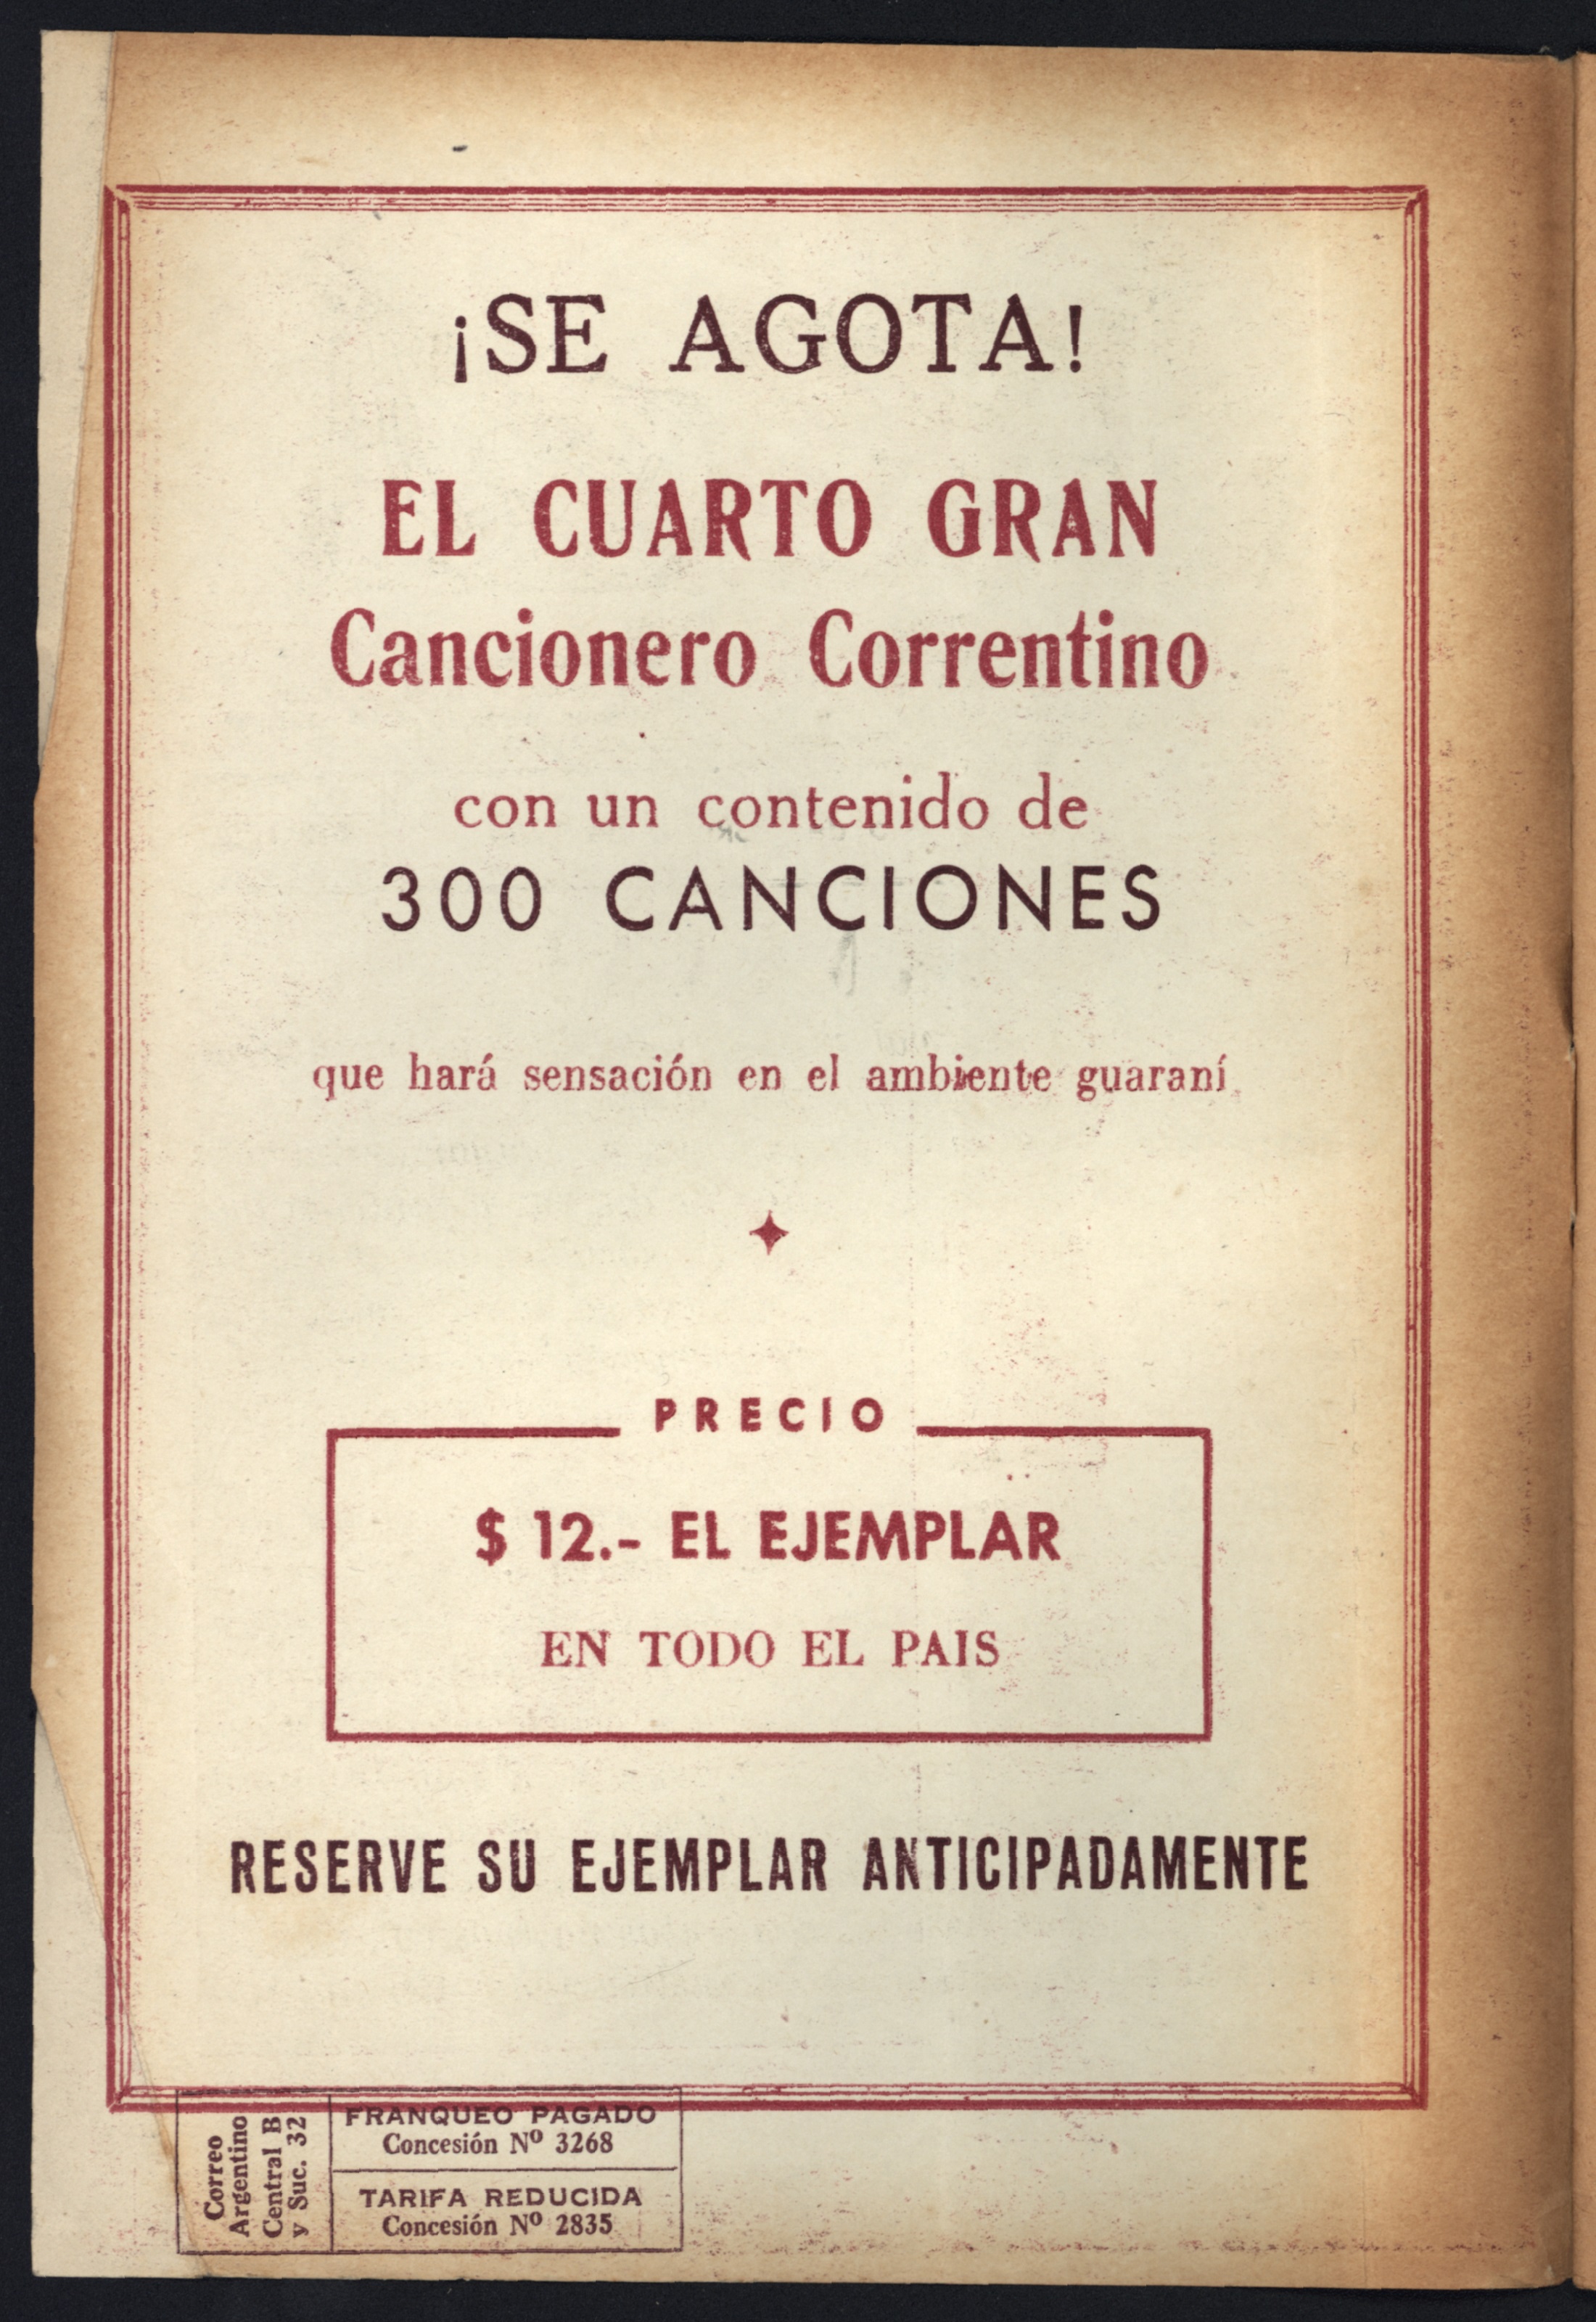 ¡SE AGOTA!
EL CUARTO GRAN
Cancionero Correntino
con un contenido de
300 CANCIONES
que hará sensación en el ambiente guaraní
PRECIO
$ 12.- EL EJEMPLAR
EN TODO EL PAIS
RESERVE SU EJEMPLAR ANTICIPADAMENTE
Correo
Argentino
Central B
y Suc. 32
FRANQUEO PAGADO
Concesión Nº 3268
TARIFA REDUCIDA
Concesión Nº 2835